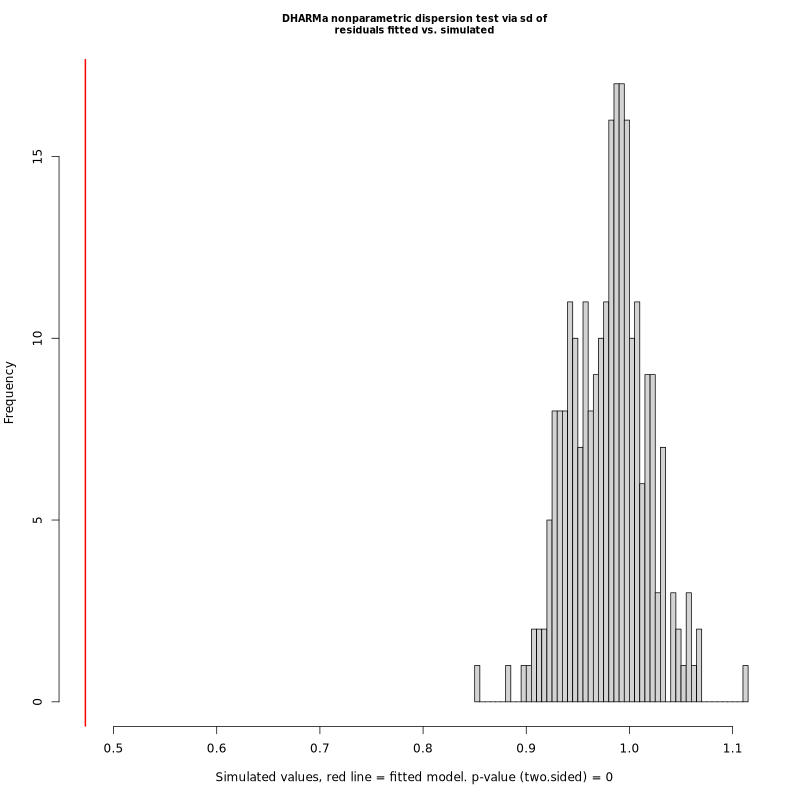 DHARMa nonparametric dispersion test via sd of
residuals fitted vs. simulated
Frequency
15
10
5
0
0.5 0.6 0.7 0.8 0.9 1.0 1.1
Simulated values, red line = fitted model. p-value (two.sided) = 0